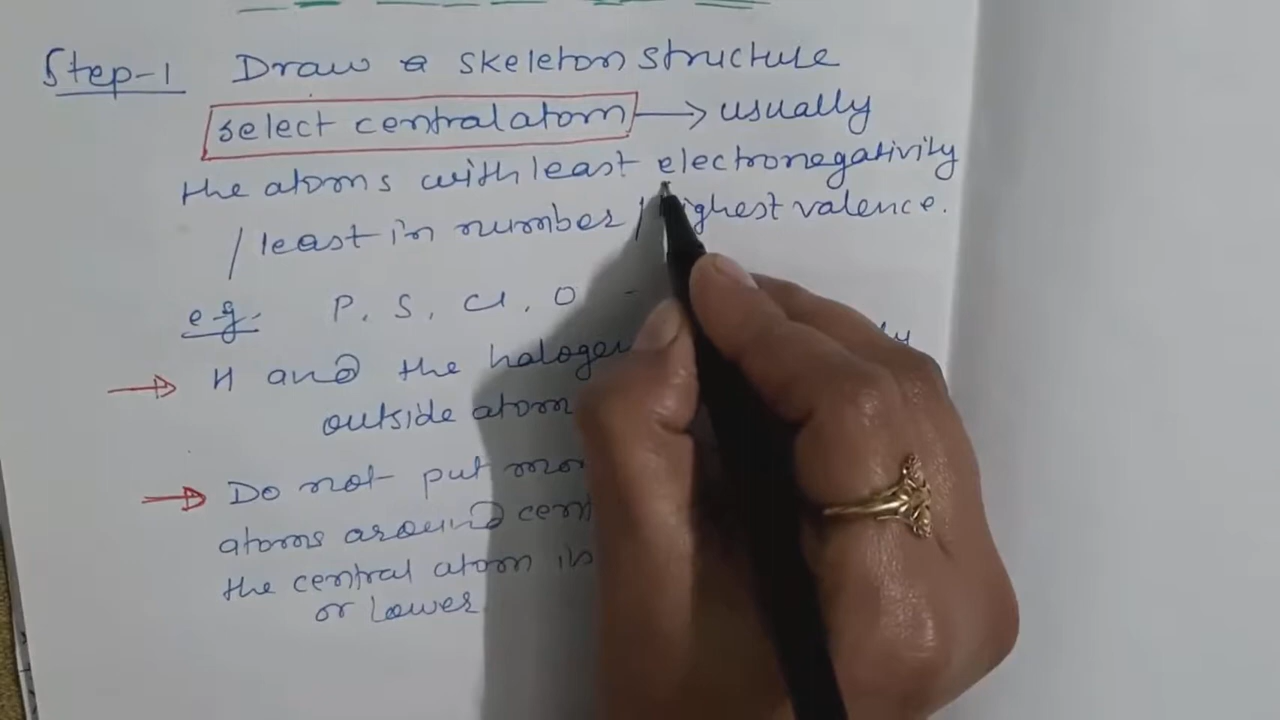 Step-1 Draw a skeleton structure
select central atom → usually
the atoms with least electronegativity
/ least in number / highest valence.
e.g. P, S, Cl, O -
→ H and the
outside atom
→ Do not put
atoms around
the central atom is
or lower